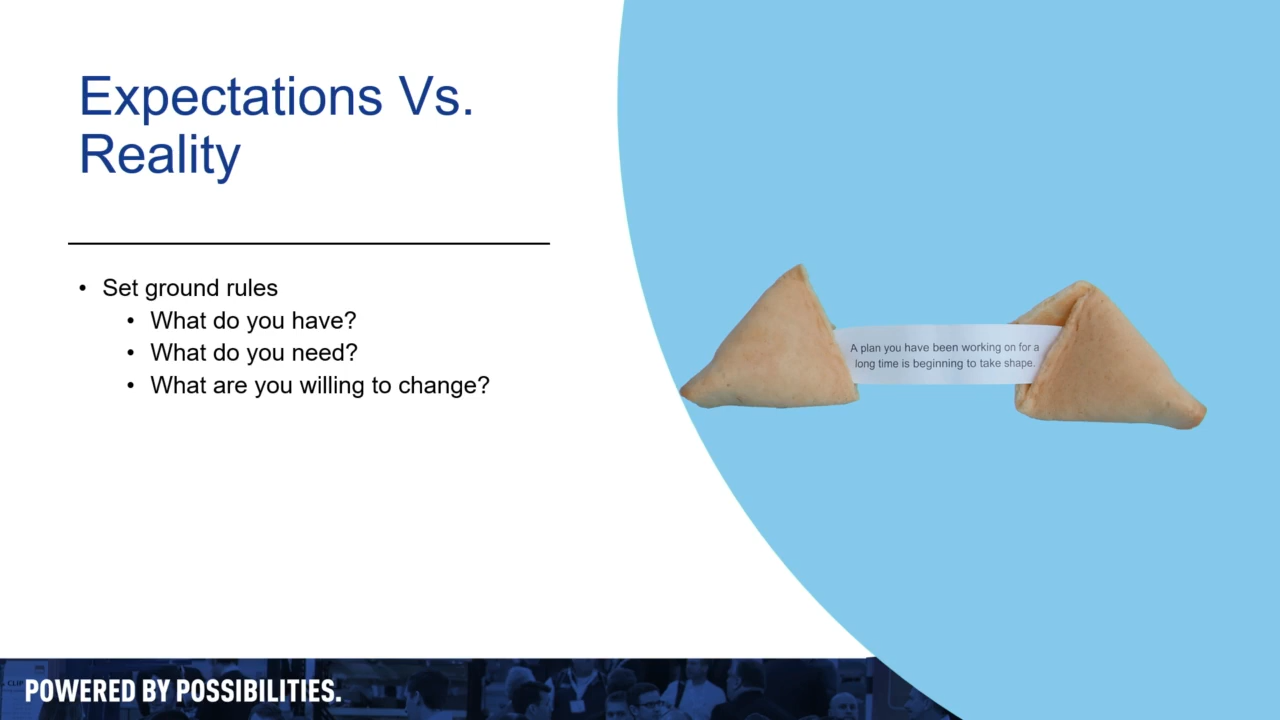 Expectations Vs.
Reality
• Set ground rules
• What do you have?
• What do you need?
• What are you willing to change?
A plan you have been working on for a
long time is beginning to take shape.
CLIP
POWERED BY POSSIBILITIES.